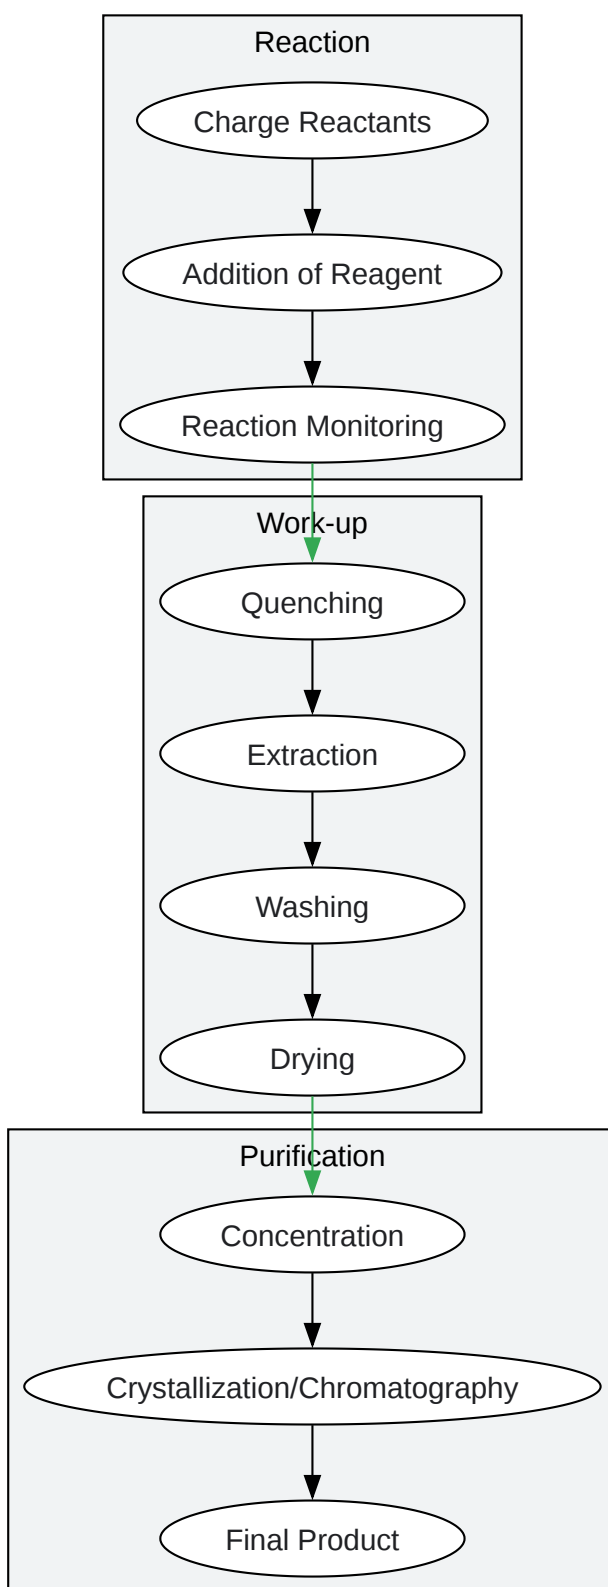 Reaction
Charge Reactants
Addition of Reagent
Reaction Monitoring
Work-up
Quenching
Extraction
Washing
Drying
Purification
Concentration
Crystallization/Chromatography
Final Product